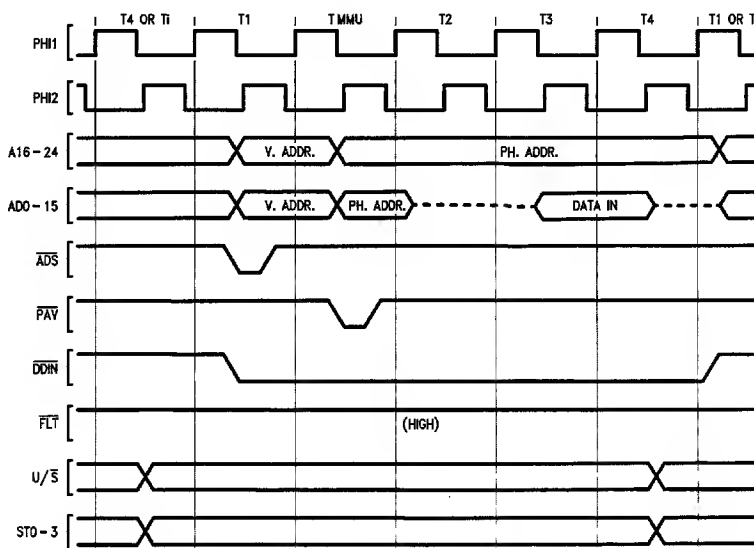 T4 OR Ti T1 T MMU T2 T3 T4 T1 OR T
PHI1
PHI2
A16-24 V. ADDR. PH. ADDR.
AD0-15 V. ADDR. PH. ADDR. DATA IN
ADS
PAV
DDIN
FLT (HIGH)
U/S
ST0-3